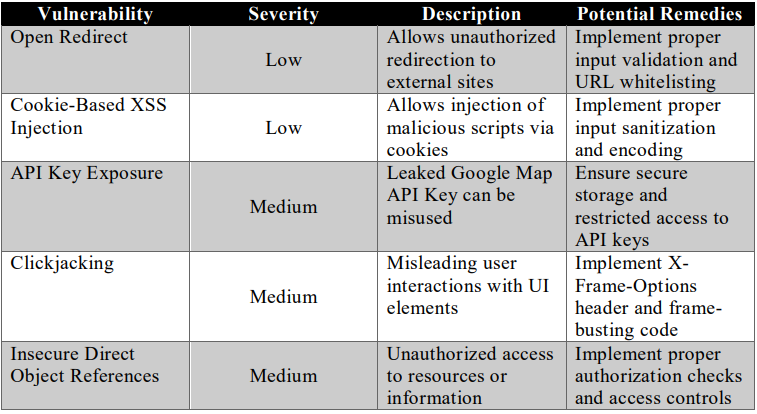 Vulnerability Severity Description Potential Remedies
Open Redirect Low Allows unauthorized redirection to external sites Implement proper input validation and URL whitelisting
Cookie-Based XSS Injection Low Allows injection of malicious scripts via cookies Implement proper input sanitization and encoding
API Key Exposure Medium Leaked Google Map API Key can be misused Ensure secure storage and restricted access to API keys
Clickjacking Medium Misleading user interactions with UI elements Implement X-Frame-Options header and frame-busting code
Insecure Direct Object References Medium Unauthorized access to resources or information Implement proper authorization checks and access controls